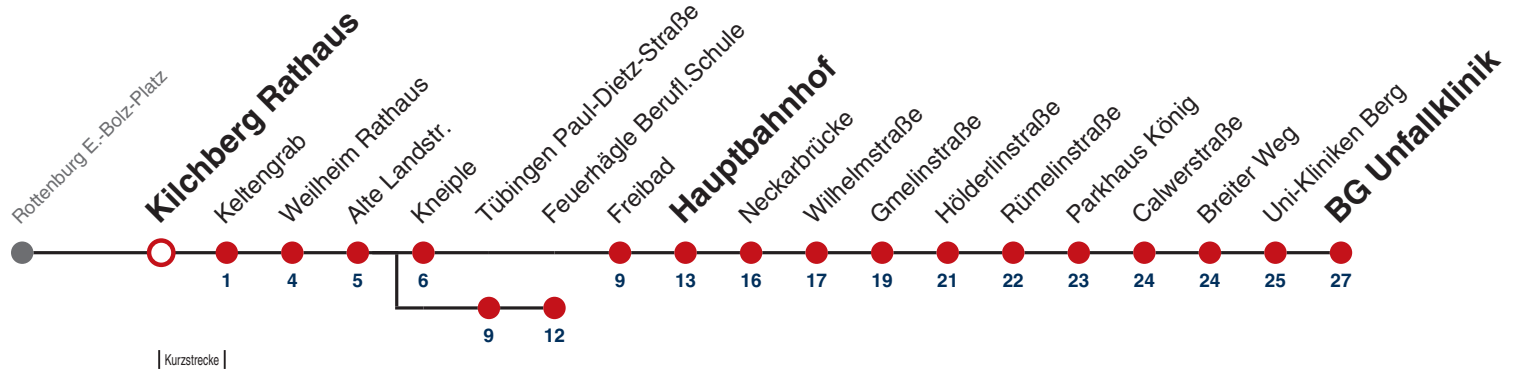 Rottenburg E.-Bolz-Platz
Kilchberg Rathaus
Keltengrab
Weilheim Rathaus
Alte Landstr.
Kneiple
Tübingen Paul-Dietz-Straße
Feuerhägle Berufl.Schule
Freibad
Hauptbahnhof
Neckarbrücke
Wilhelmstraße
Gmelinstraße
Hölderlinstraße
Rümelinstraße
Parkhaus König
Calwerstraße
Breiter Weg
Uni-Kliniken Berg
BG Unfallklinik
1 4 5 6 9 13 16 17 19 21 22 23 24 24 25 27
9 12
Kurzstrecke